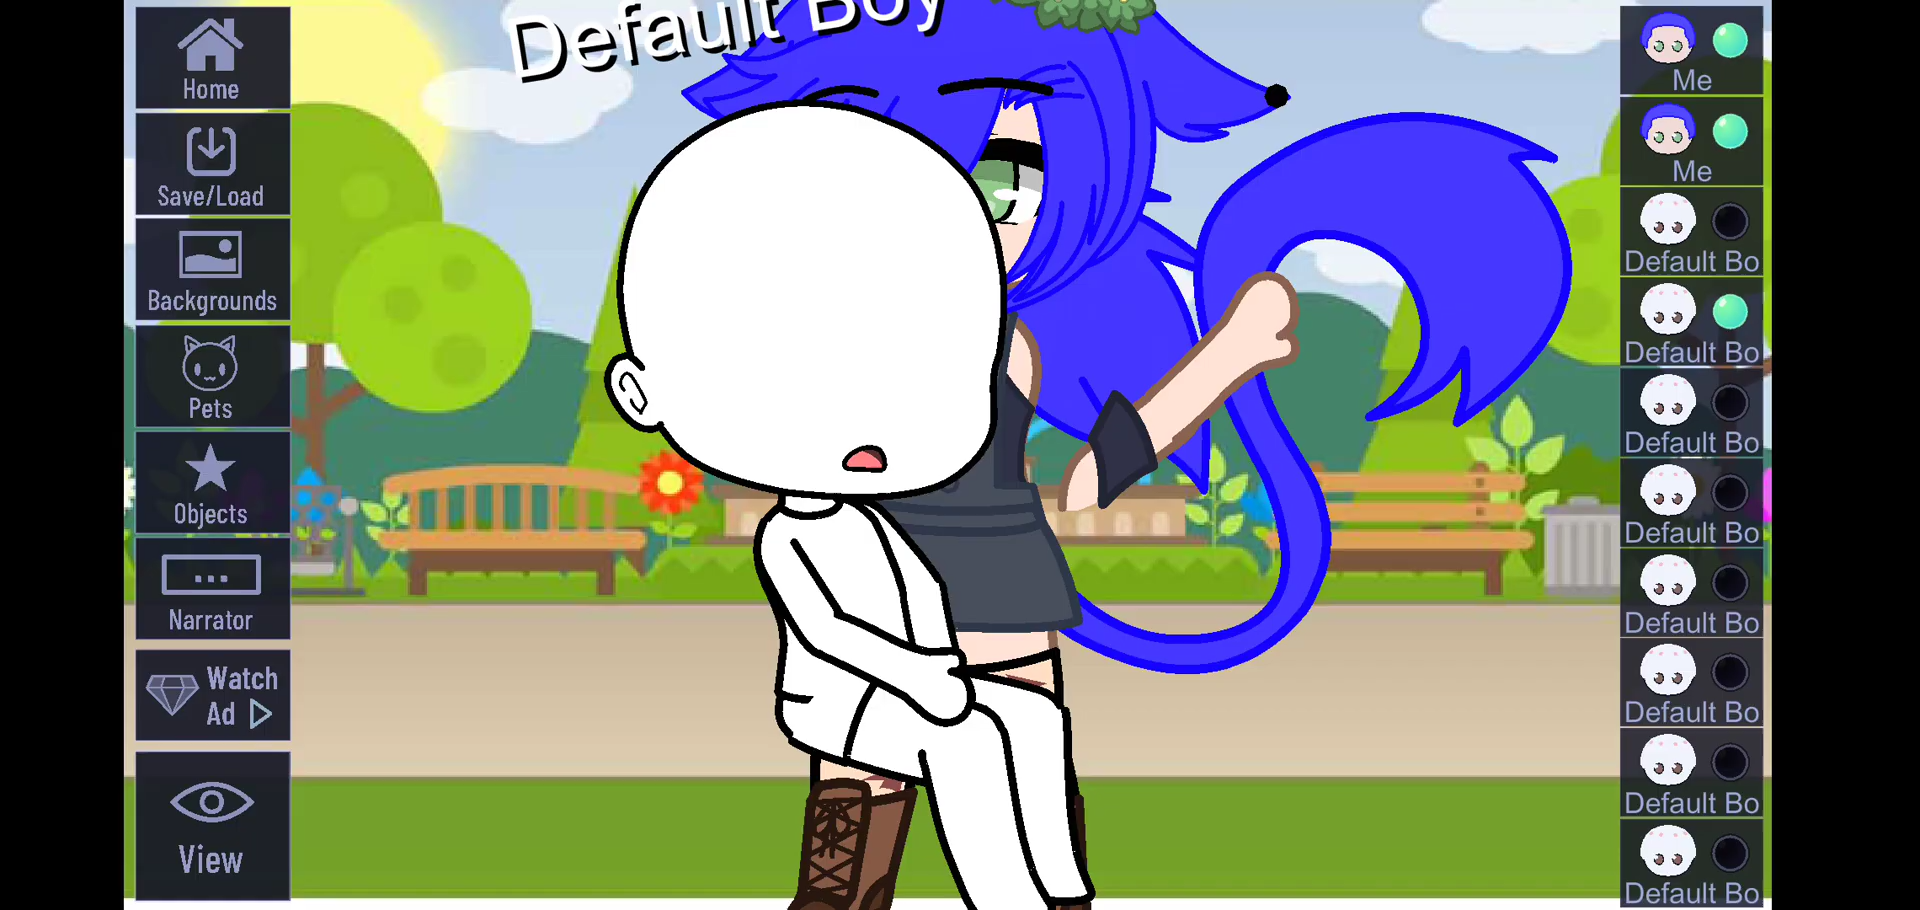 Default Boy
Home
Save/Load
Backgrounds
Pets
Objects
Narrator
Watch
Ad
View
Me
Me
Default Bo
Default Bo
Default Bo
Default Bo
Default Bo
Default Bo
Default Bo
Default Bo